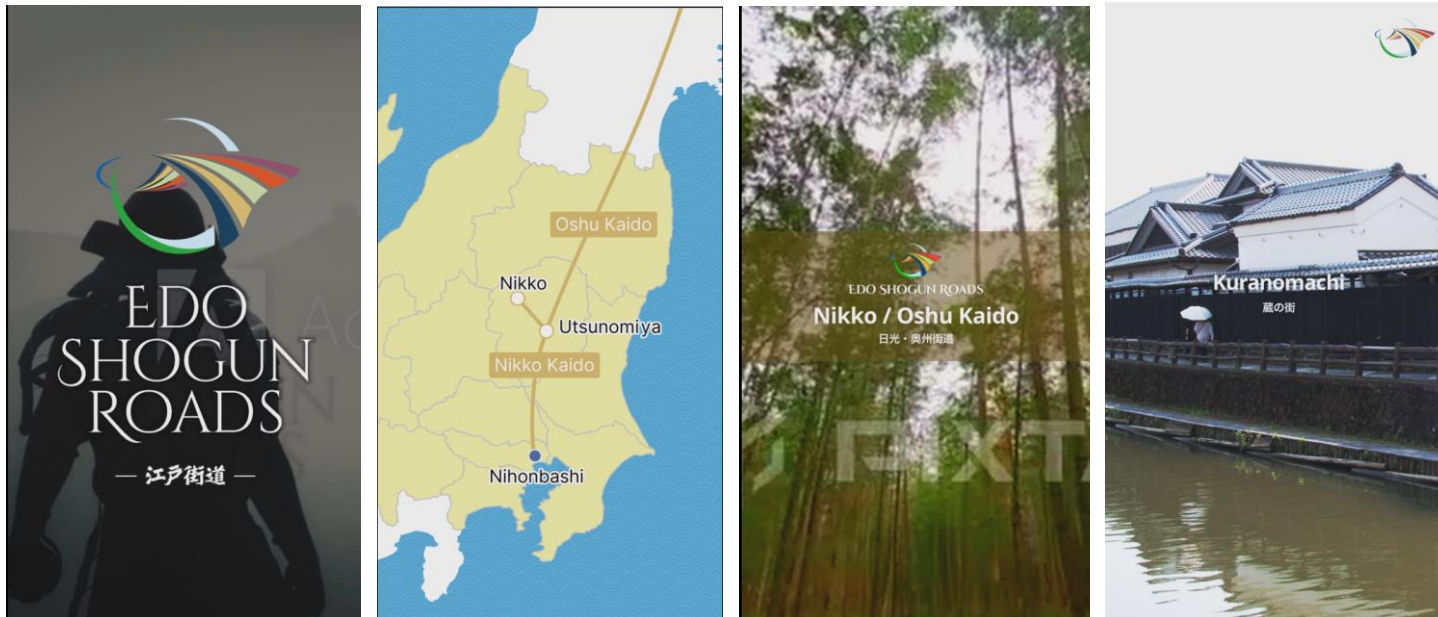 EDO
SHOGUN
ROADS
— 江戸街道 —
Oshu Kaido
Nikko
Utsunomiya
Nikko Kaido
Nihonbashi
EDO SHOGUN ROADS
Nikko / Oshu Kaido
日光・奥州街道
Kuranomachi
蔵の街